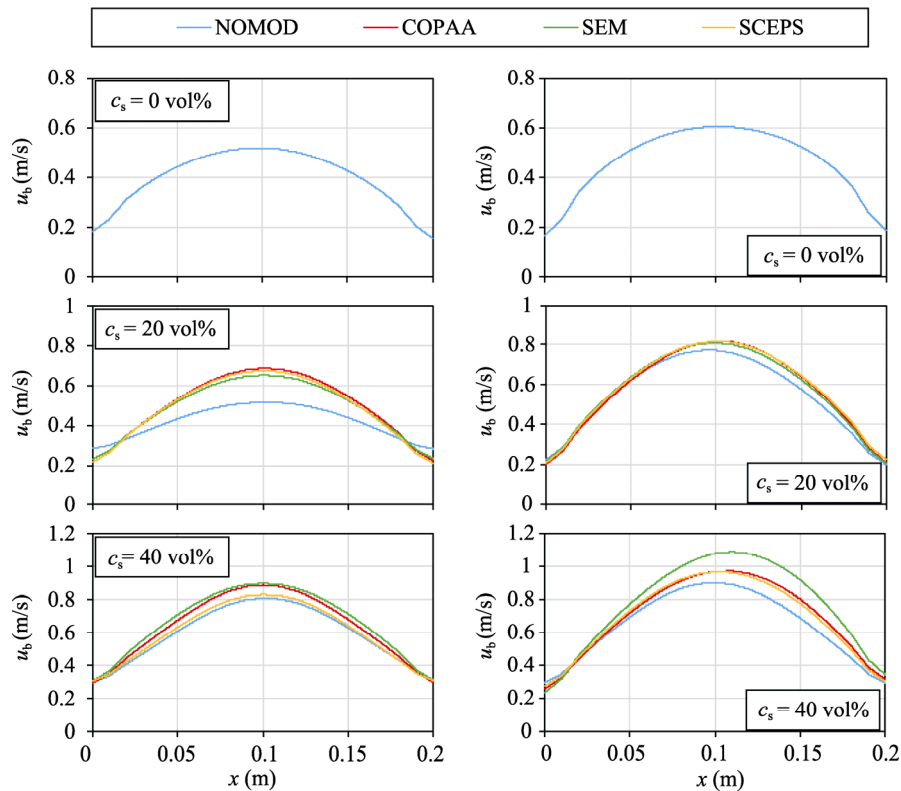 NOMOD COPAA SEM SCEPS
0.8 0.8
cs = 0 vol%
0.6 0.6
ub (m/s) ub (m/s)
0.4 0.4
0.2 0.2
cs = 0 vol%
0 0
1 1
cs = 20 vol%
0.8 0.8
0.6 0.6
ub (m/s) ub (m/s)
0.4 0.4
0.2 0.2
cs = 20 vol%
0 0
1.2 1.2
cs = 40 vol%
1 1
0.8 0.8
ub (m/s) ub (m/s)
0.6 0.6
0.4 0.4
0.2 0.2
cs = 40 vol%
0 0
0 0.05 0.1 0.15 0.2 0 0.05 0.1 0.15 0.2
x (m) x (m)